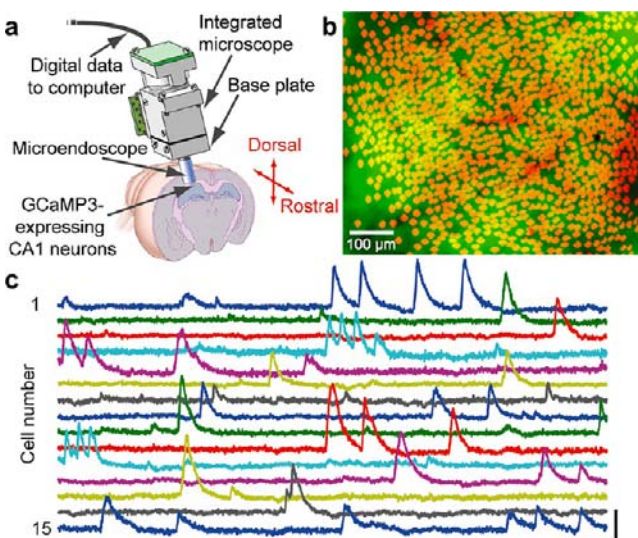 a
Integrated
microscope
Digital data
to computer
Base plate
Microendoscope
Dorsal
Rostral
GCaMP3-
expressing
CA1 neurons
b
100 µm
c
1
Cell number
15